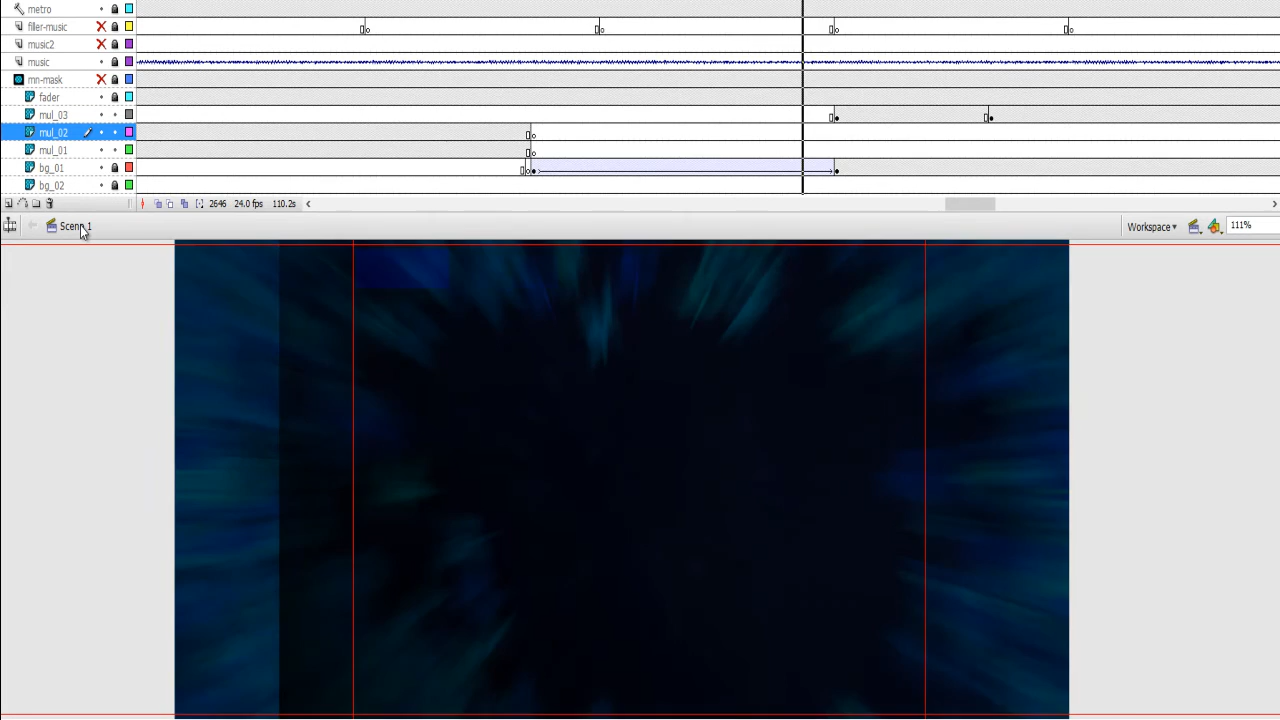 metro
filler-music
music2
music
mn-mask
fader
mul_03
mul_02
mul_01
bg_01
bg_02
2646 24.0 fps 110.2s
Scene 1 Workspace 111%